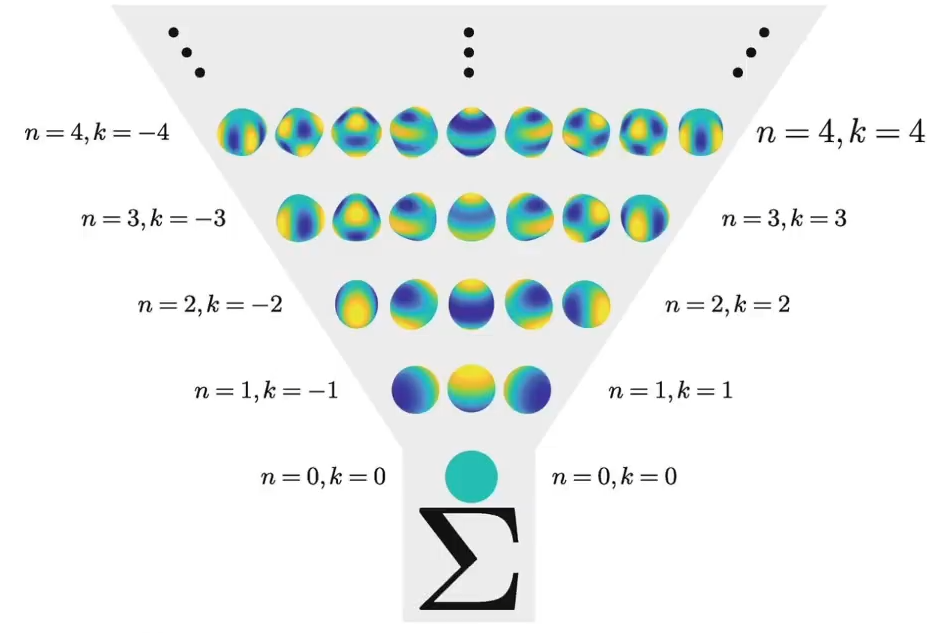 n = 4, k = −4
n = 4, k = 4
n = 3, k = −3
n = 3, k = 3
n = 2, k = −2
n = 2, k = 2
n = 1, k = −1
n = 1, k = 1
n = 0, k = 0
n = 0, k = 0
Σ